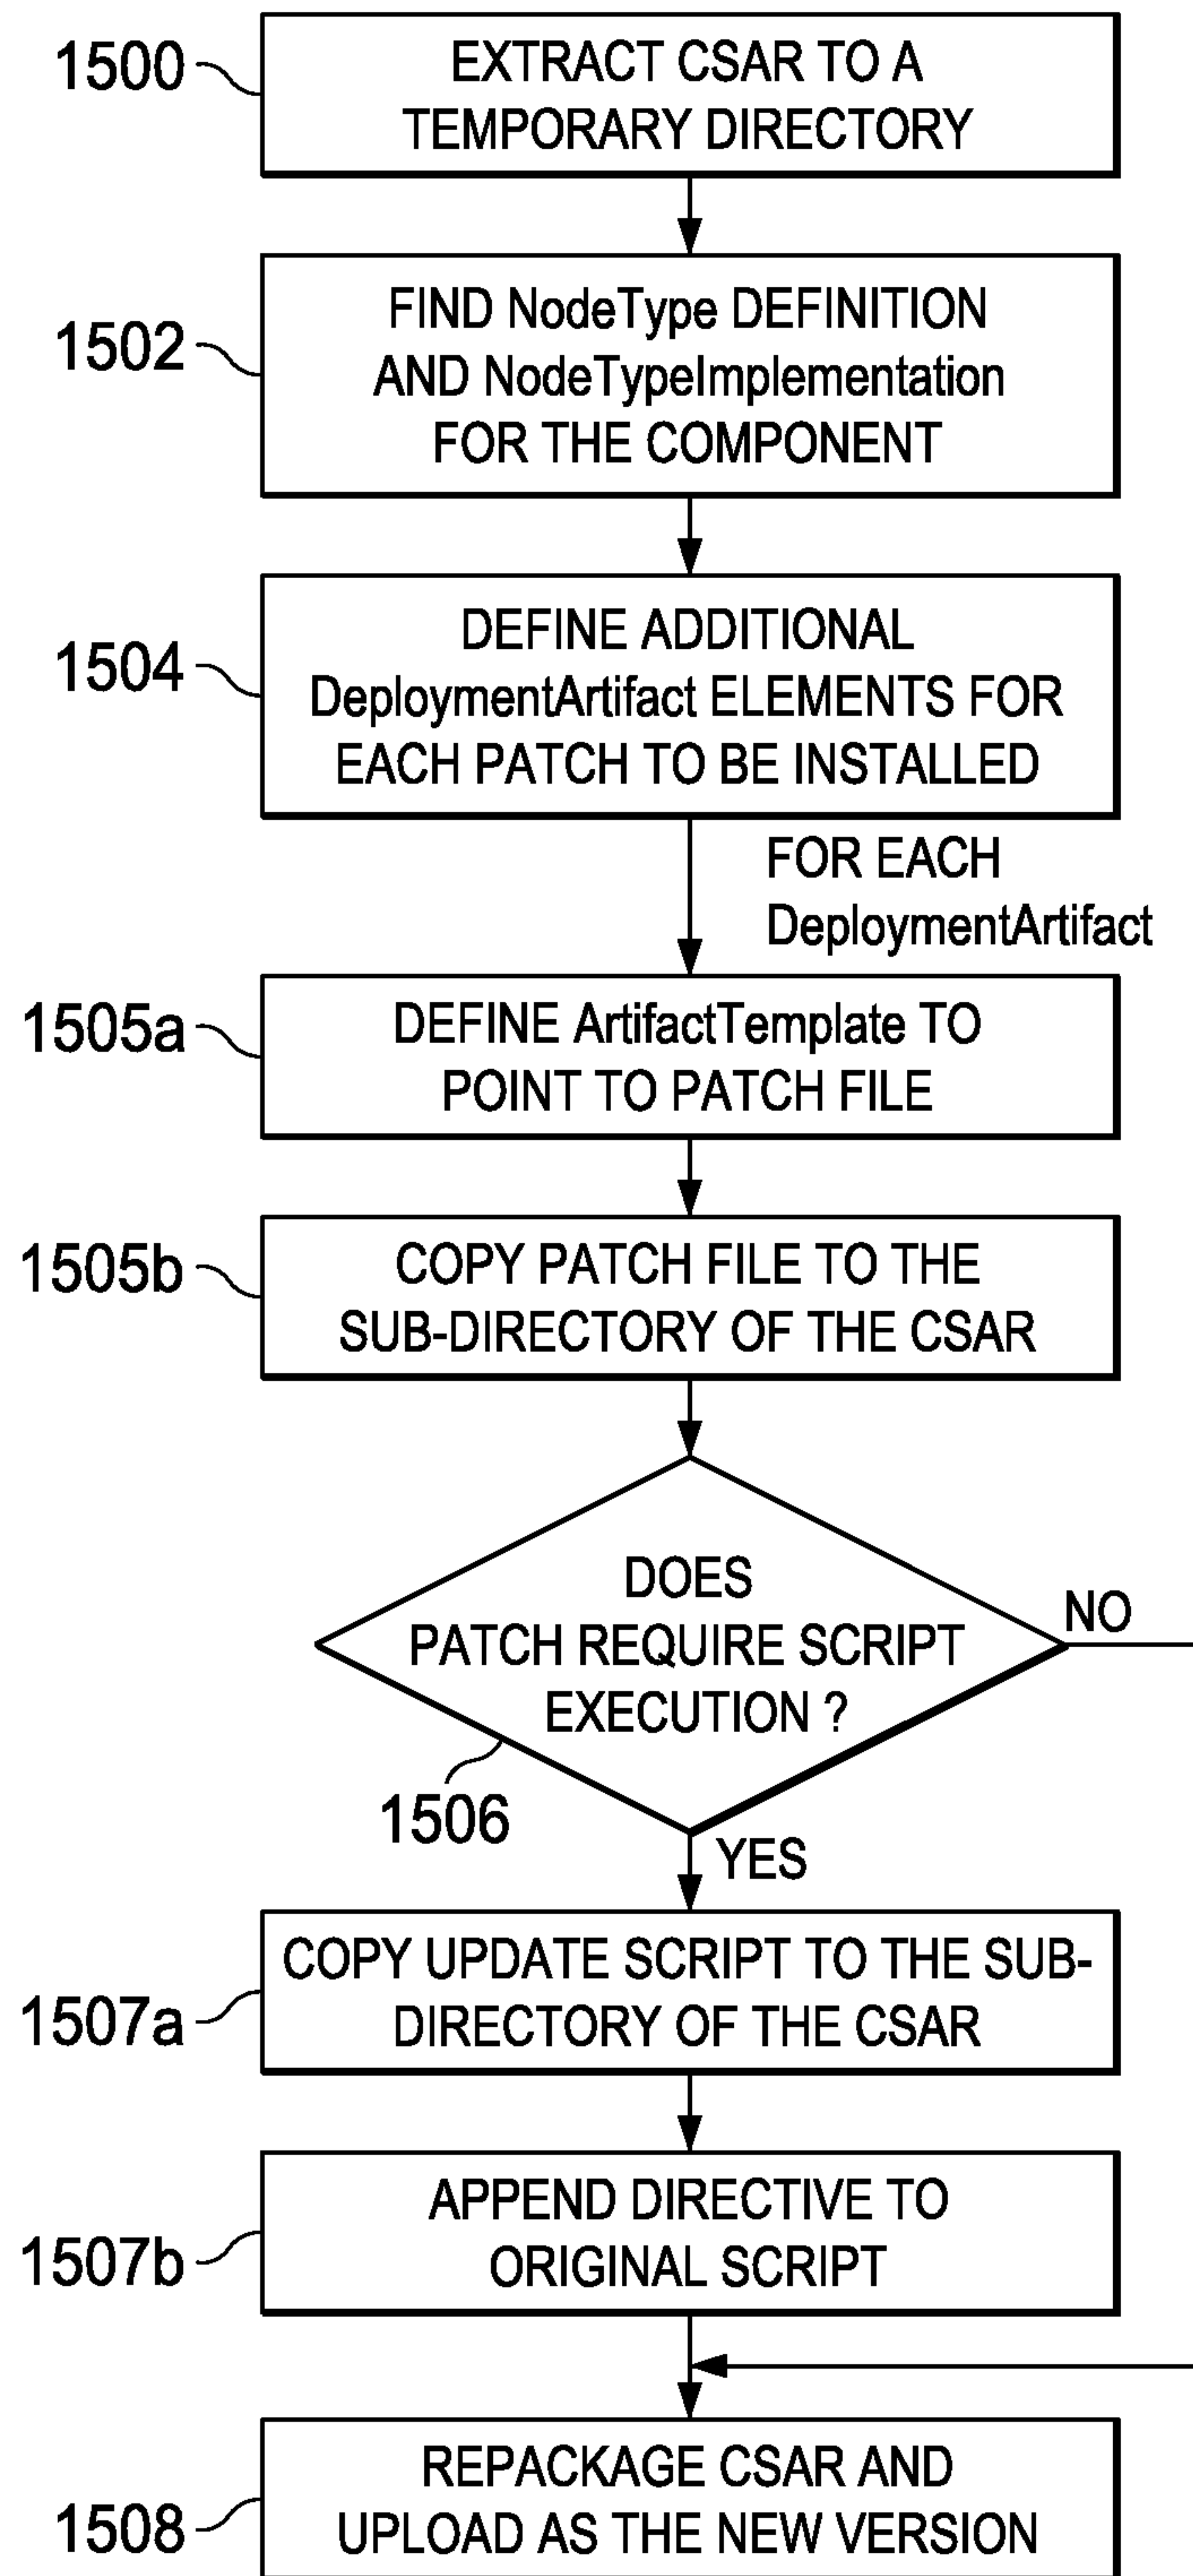 1500
EXTRACT CSAR TO A
TEMPORARY DIRECTORY
1502
FIND NodeType DEFINITION
AND NodeTypeImplementation
FOR THE COMPONENT
1504
DEFINE ADDITIONAL
DeploymentArtifact ELEMENTS FOR
EACH PATCH TO BE INSTALLED
FOR EACH
DeploymentArtifact
1505a
DEFINE ArtifactTemplate TO
POINT TO PATCH FILE
1505b
COPY PATCH FILE TO THE
SUB-DIRECTORY OF THE CSAR
DOES
PATCH REQUIRE SCRIPT
EXECUTION ?
NO
1506
YES
1507a
COPY UPDATE SCRIPT TO THE SUB-
DIRECTORY OF THE CSAR
1507b
APPEND DIRECTIVE TO
ORIGINAL SCRIPT
1508
REPACKAGE CSAR AND
UPLOAD AS THE NEW VERSION